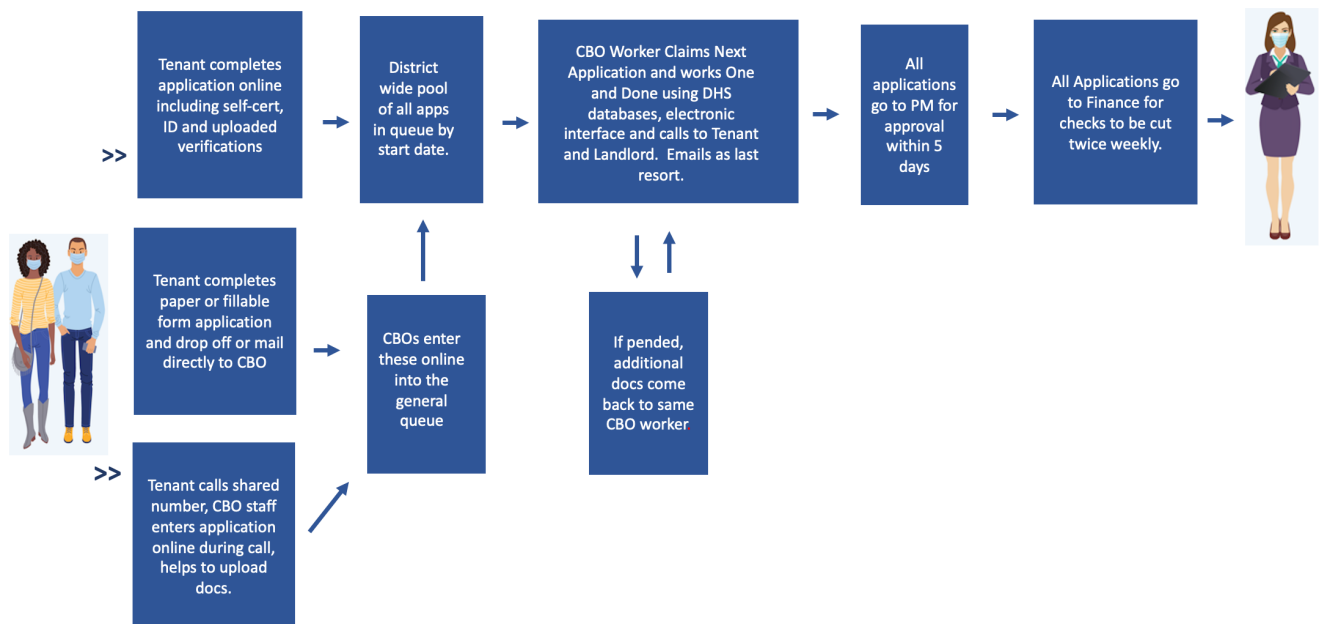 Tenant completes
application online
including self-cert,
ID and uploaded
verifications
District
wide pool
of all apps
in queue by
start date.
CBO Worker Claims Next
Application and works One
and Done using DHS
databases, electronic
interface and calls to Tenant
and Landlord.  Emails as last
resort.
All
applications
go to PM for
approval
within 5
days
All Applications go
to Finance for
checks to be cut
twice weekly.
>>
Tenant completes
paper or fillable
form application
and drop off or mail
directly to CBO
CBOs enter
these online
into the
general
queue
If pended,
additional
docs come
back to same
CBO worker.
>>
Tenant calls shared
number, CBO staff
enters application
online during call,
helps to upload
docs.